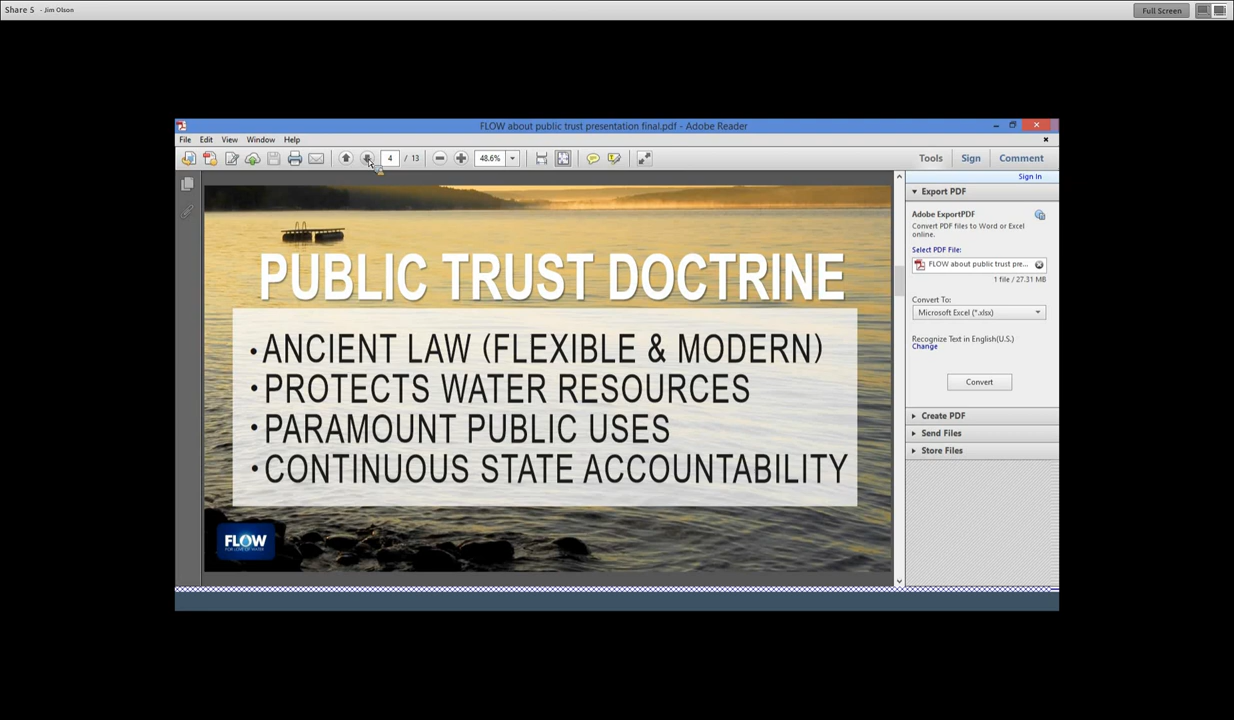 Share 5 - Jim Olson
Full Screen
FLOW about public trust presentation final.pdf - Adobe Reader
File Edit View Window Help
4 / 13 48.6% Tools Sign Comment
Sign In
Export PDF
Adobe ExportPDF
Convert PDF files to Word or Excel
online.
Select PDF File:
FLOW about public trust pre...
1 file / 27.31 MB
Convert To:
Microsoft Excel (*.xlsx)
Recognize Text in English(U.S.)
Change
Convert
Create PDF
Send Files
Store Files
PUBLIC TRUST DOCTRINE
•ANCIENT LAW (FLEXIBLE & MODERN)
•PROTECTS WATER RESOURCES
•PARAMOUNT PUBLIC USES
•CONTINUOUS STATE ACCOUNTABILITY
FLOW
FOR LOVE OF WATER